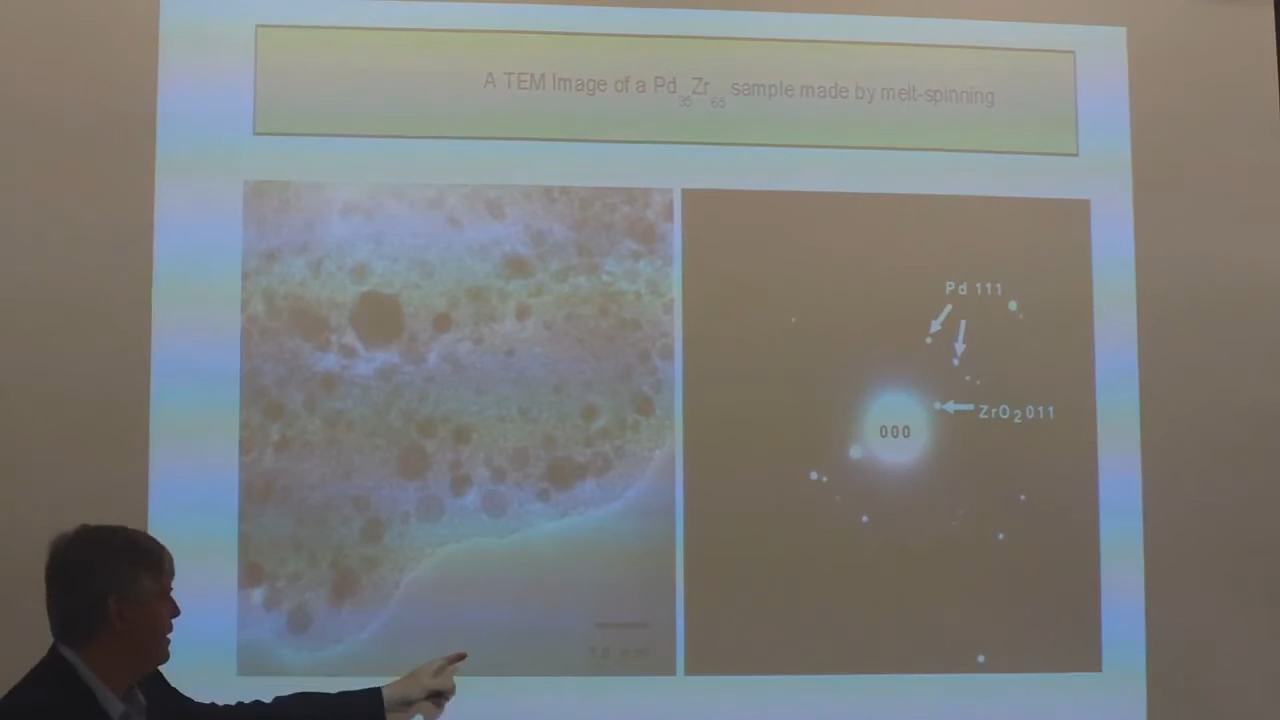 A TEM Image of a Pd35Zr65 sample made by melt-spinning
Pd 111
ZrO2 011
000